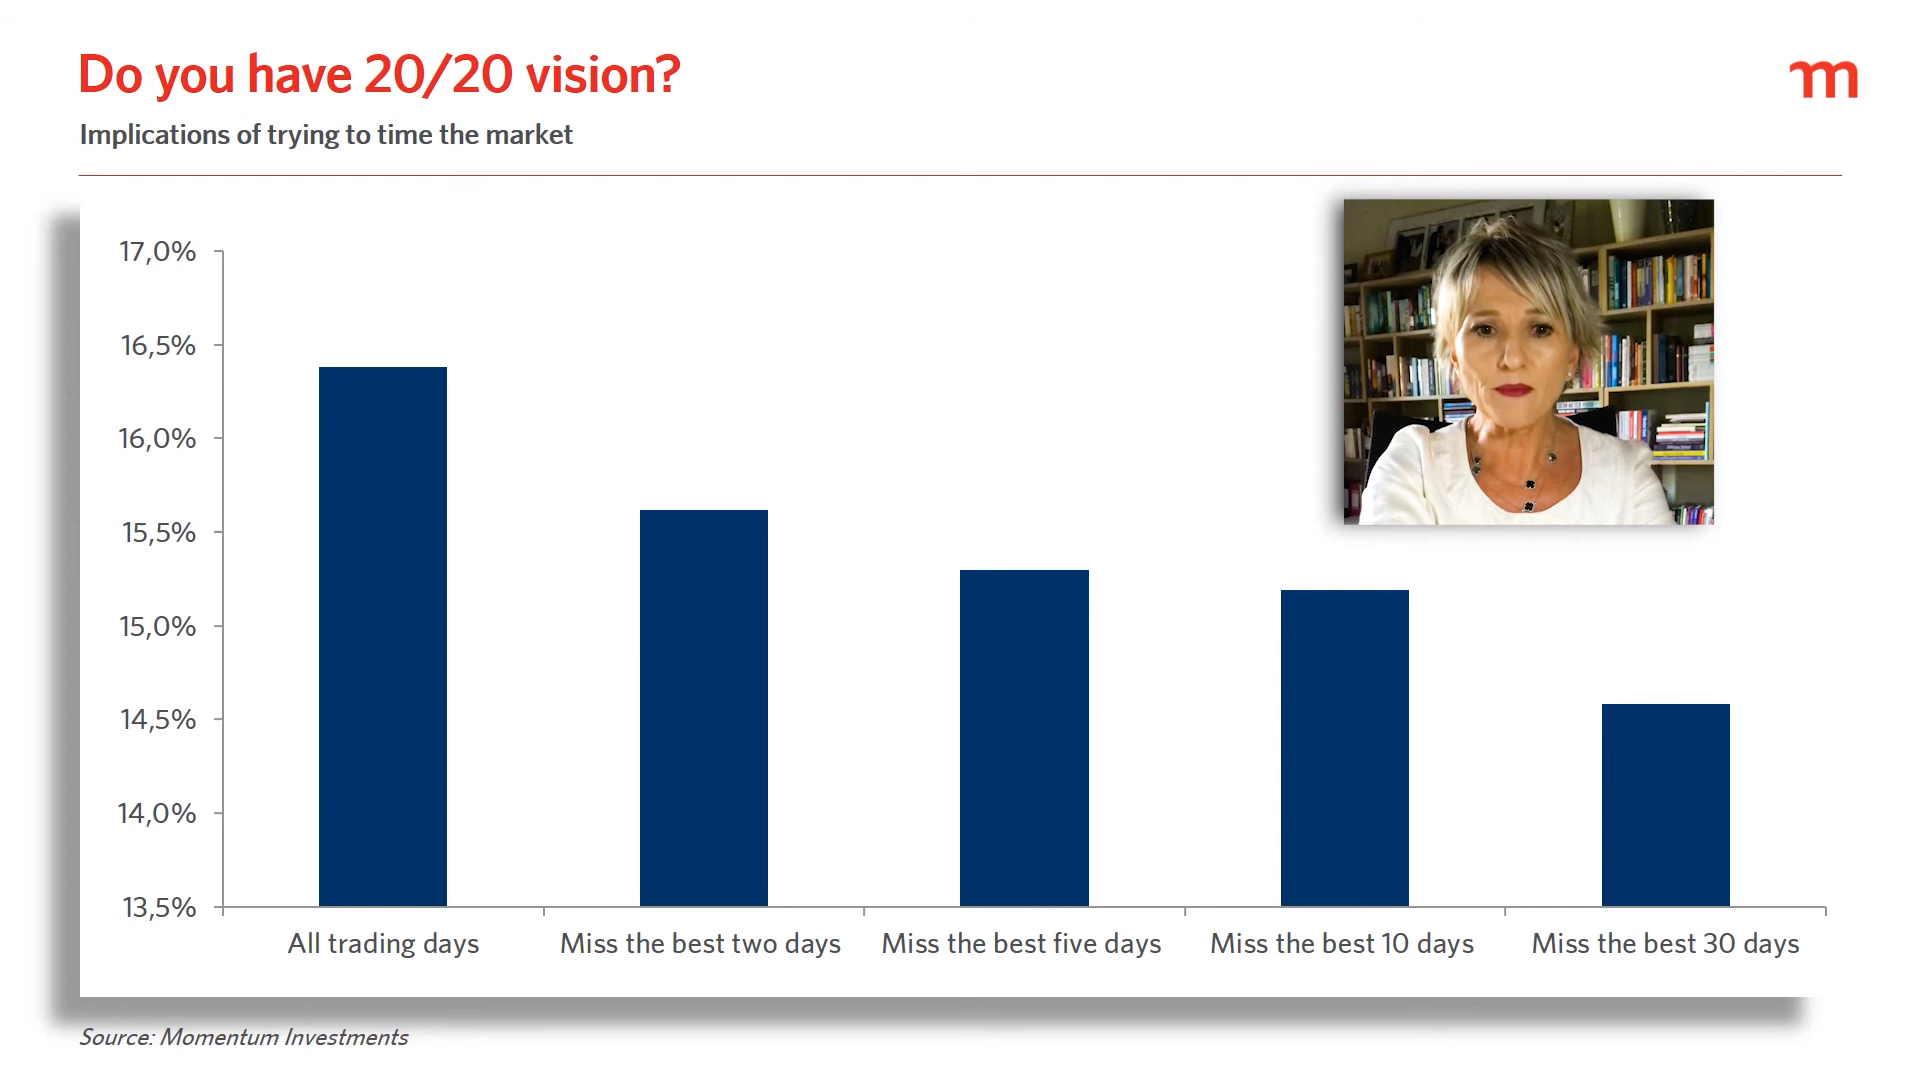 Do you have 20/20 vision?
m
Implications of trying to time the market
17,0%
16,5%
16,0%
15,5%
15,0%
14,5%
14,0%
13,5%
All trading days
Miss the best two days
Miss the best five days
Miss the best 10 days
Miss the best 30 days
Source: Momentum Investments